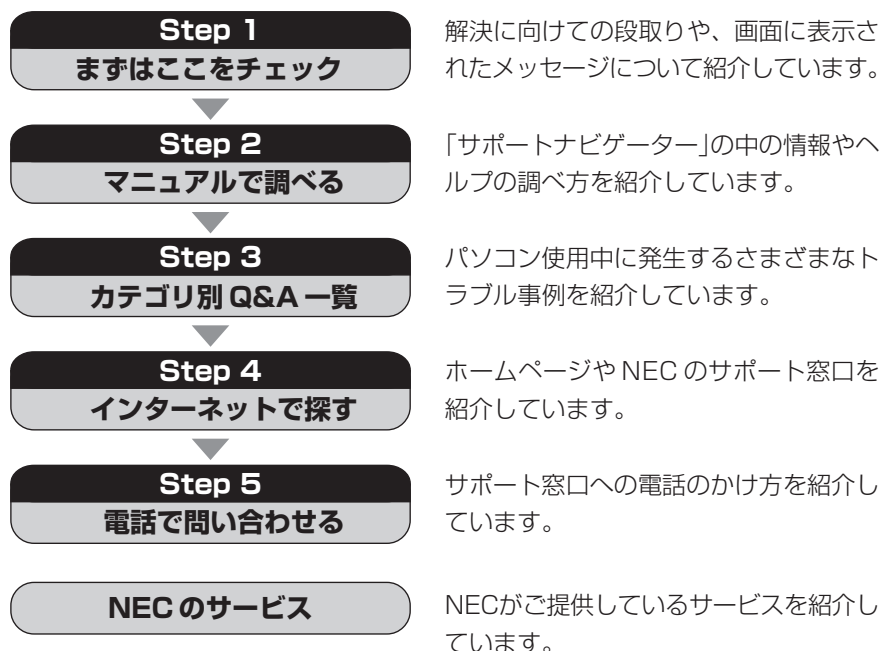 Step 1
まずはここをチェック
解決に向けての段取りや、画面に表示さ
れたメッセージについて紹介しています。
Step 2
マニュアルで調べる
「サポートナビゲーター」の中の情報やヘ
ルプの調べ方を紹介しています。
Step 3
カテゴリ別 Q&A 一覧
パソコン使用中に発生するさまざまなト
ラブル事例を紹介しています。
Step 4
インターネットで探す
ホームページや NEC のサポート窓口を
紹介しています。
Step 5
電話で問い合わせる
サポート窓口への電話のかけ方を紹介し
ています。
NEC のサービス
NECがご提供しているサービスを紹介し
ています。